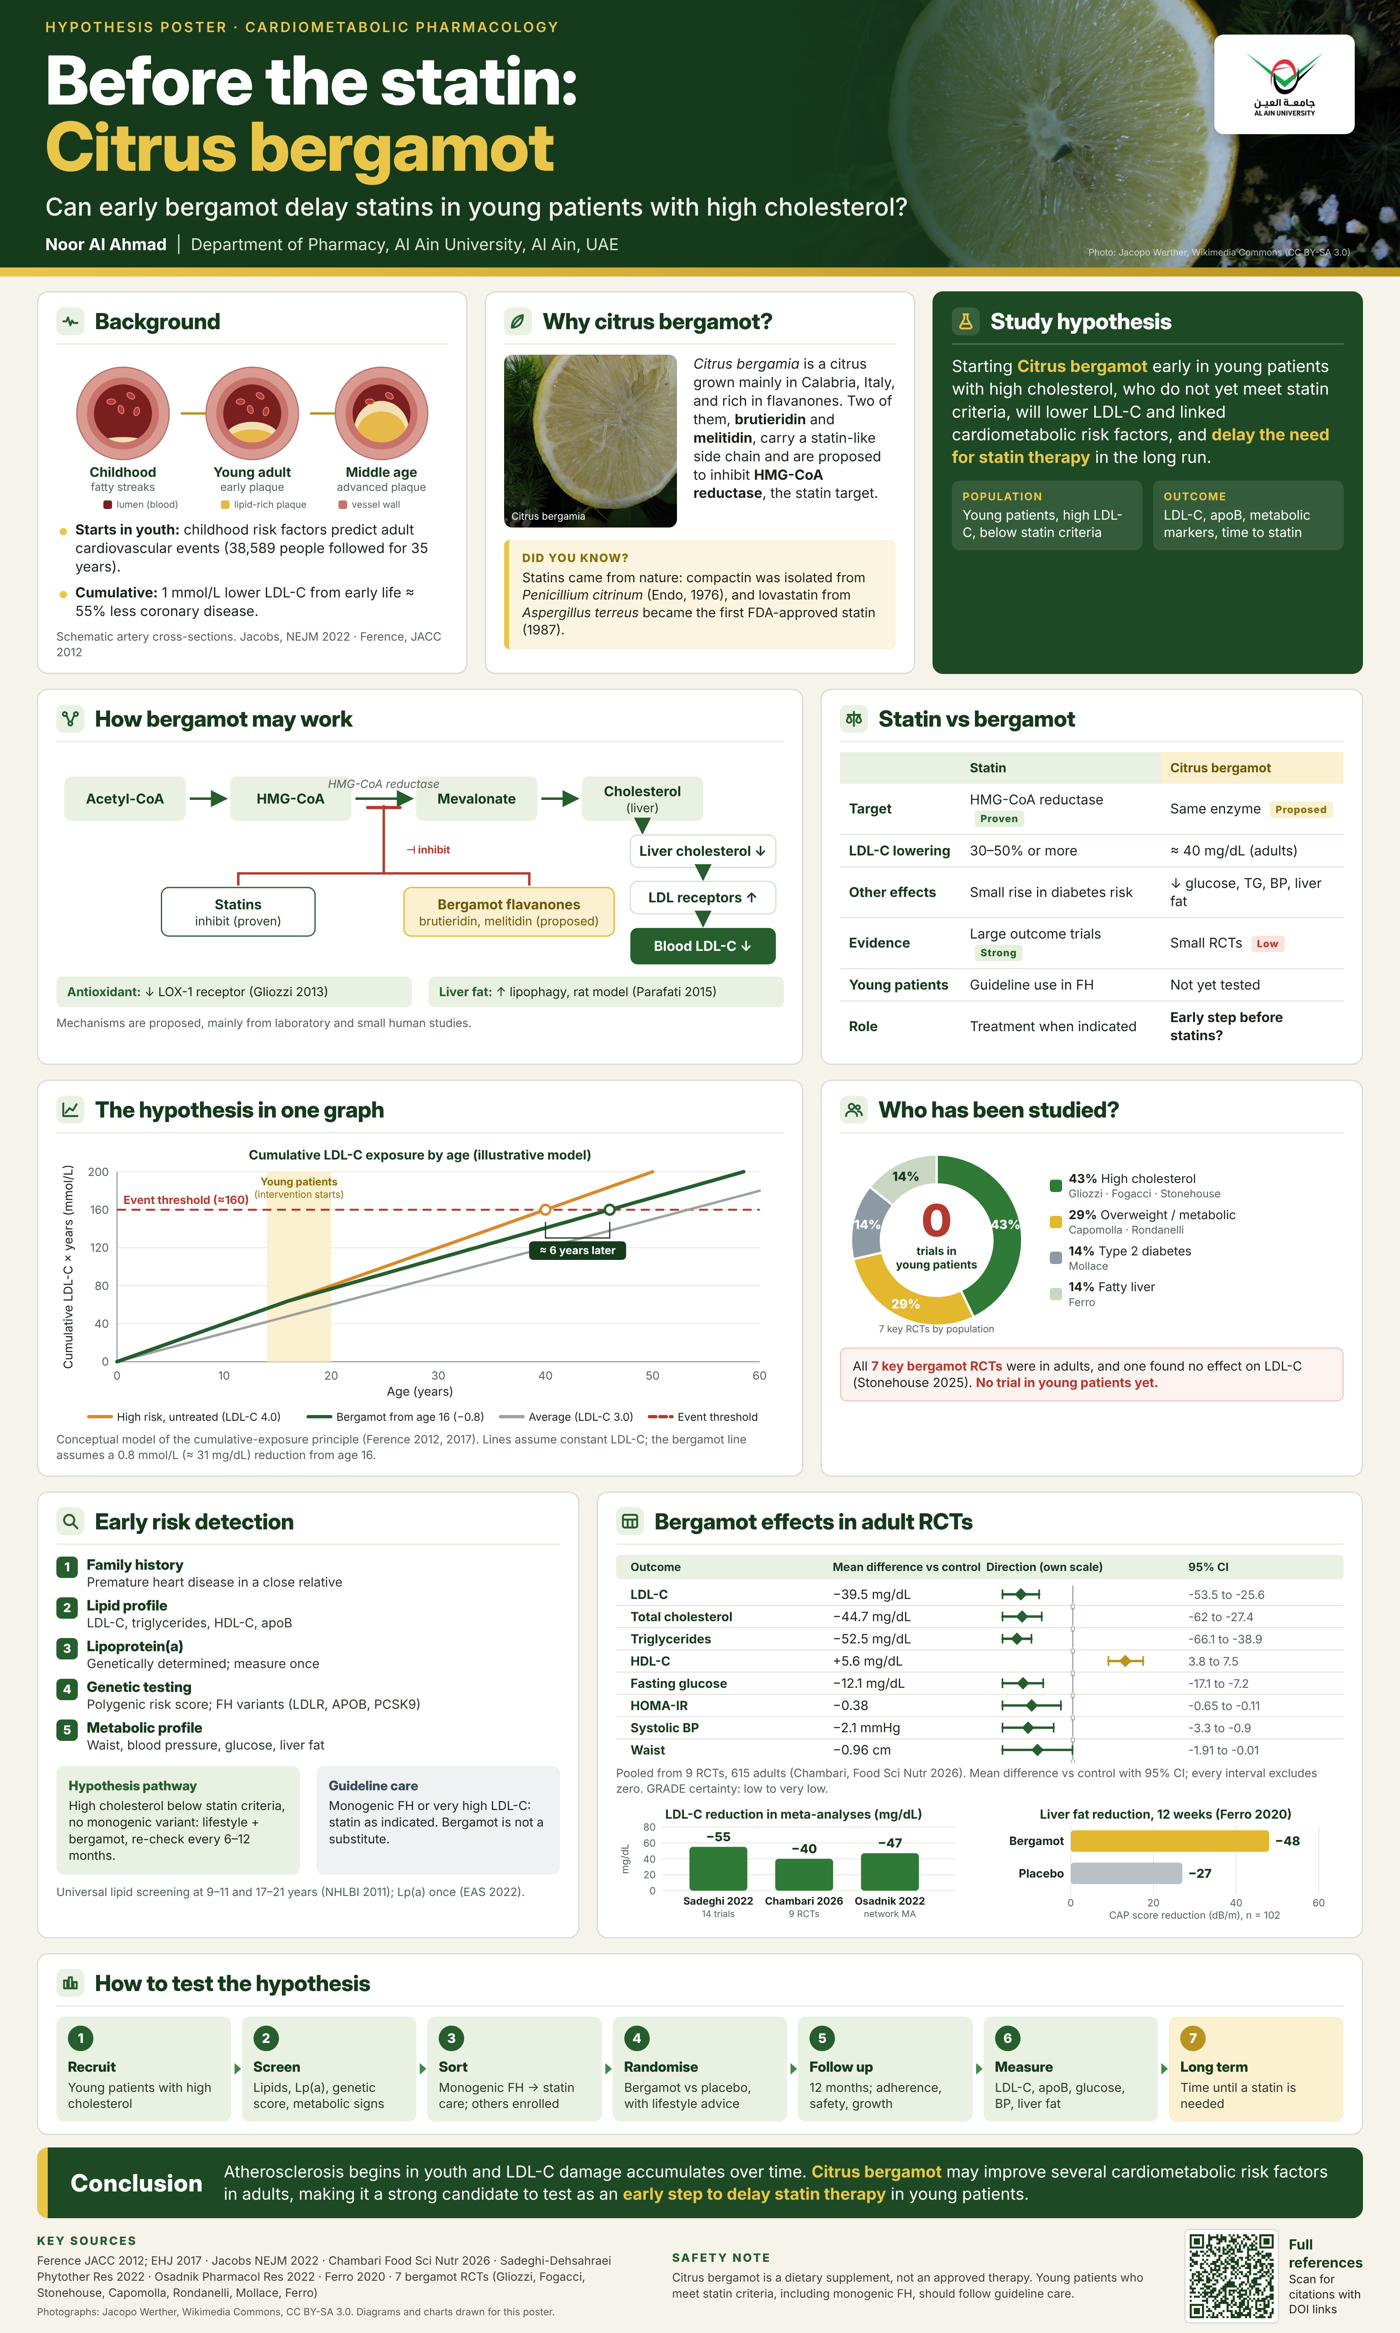 HYPOTHESIS POSTER · CARDIOMETABOLIC PHARMACOLOGY
Before the statin:
Citrus bergamot
Can early bergamot delay statins in young patients with high cholesterol?
Noor Al Ahmad | Department of Pharmacy, Al Ain University, Al Ain, UAE
جامعة العين
AL AIN UNIVERSITY
Photo: Jacopo Werther, Wikimedia Commons (CC BY-SA 3.0)
Background
Childhood
fatty streaks
Young adult
early plaque
Middle age
advanced plaque
lumen (blood)
lipid-rich plaque
vessel wall
Starts in youth: childhood risk factors predict adult
cardiovascular events (38,589 people followed for 35
years).
Cumulative: 1 mmol/L lower LDL-C from early life ≈
55% less coronary disease.
Schematic artery cross-sections. Jacobs, NEJM 2022 · Ference, JACC
2012
Why citrus bergamot?
Citrus bergamia
Citrus bergamia is a citrus
grown mainly in Calabria, Italy,
and rich in flavanones. Two of
them, brutieridin and
melitidin, carry a statin-like
side chain and are proposed
to inhibit HMG-CoA
reductase, the statin target.
DID YOU KNOW?
Statins came from nature: compactin was isolated from
Penicillium citrinum (Endo, 1976), and lovastatin from
Aspergillus terreus became the first FDA-approved statin
(1987).
Study hypothesis
Starting Citrus bergamot early in young patients
with high cholesterol, who do not yet meet statin
criteria, will lower LDL-C and linked
cardiometabolic risk factors, and delay the need
for statin therapy in the long run.
POPULATION
Young patients, high LDL-
C, below statin criteria
OUTCOME
LDL-C, apoB, metabolic
markers, time to statin
How bergamot may work
Acetyl-CoA
HMG-CoA
HMG-CoA reductase
Mevalonate
Cholesterol
(liver)
⊣ inhibit
Liver cholesterol ↓
LDL receptors ↑
Blood LDL-C ↓
Statins
inhibit (proven)
Bergamot flavanones
brutieridin, melitidin (proposed)
Antioxidant: ↓ LOX-1 receptor (Gliozzi 2013)
Liver fat: ↑ lipophagy, rat model (Parafati 2015)
Mechanisms are proposed, mainly from laboratory and small human studies.
Statin vs bergamot
Statin
Citrus bergamot
Target
HMG-CoA reductase
Proven
Same enzyme Proposed
LDL-C lowering
30–50% or more
≈ 40 mg/dL (adults)
Other effects
Small rise in diabetes risk
↓ glucose, TG, BP, liver
fat
Evidence
Large outcome trials
Strong
Small RCTs Low
Young patients
Guideline use in FH
Not yet tested
Role
Treatment when indicated
Early step before
statins?
The hypothesis in one graph
Cumulative LDL-C exposure by age (illustrative model)
Cumulative LDL-C × years (mmol/L)
200
160
120
80
40
0
Event threshold (≈160)
Young patients
(intervention starts)
≈ 6 years later
0 10 20 30 40 50 60
Age (years)
High risk, untreated (LDL-C 4.0)
Bergamot from age 16 (−0.8)
Average (LDL-C 3.0)
Event threshold
Conceptual model of the cumulative-exposure principle (Ference 2012, 2017). Lines assume constant LDL-C; the bergamot line
assumes a 0.8 mmol/L (≈ 31 mg/dL) reduction from age 16.
Who has been studied?
14%
14%
43%
29%
0
trials in
young patients
7 key RCTs by population
43% High cholesterol
Gliozzi · Fogacci · Stonehouse
29% Overweight / metabolic
Capomolla · Rondanelli
14% Type 2 diabetes
Mollace
14% Fatty liver
Ferro
All 7 key bergamot RCTs were in adults, and one found no effect on LDL-C
(Stonehouse 2025). No trial in young patients yet.
Early risk detection
1 Family history
Premature heart disease in a close relative
2 Lipid profile
LDL-C, triglycerides, HDL-C, apoB
3 Lipoprotein(a)
Genetically determined; measure once
4 Genetic testing
Polygenic risk score; FH variants (LDLR, APOB, PCSK9)
5 Metabolic profile
Waist, blood pressure, glucose, liver fat
Hypothesis pathway
High cholesterol below statin criteria,
no monogenic variant: lifestyle +
bergamot, re-check every 6–12
months.
Guideline care
Monogenic FH or very high LDL-C:
statin as indicated. Bergamot is not a
substitute.
Universal lipid screening at 9–11 and 17–21 years (NHLBI 2011); Lp(a) once (EAS 2022).
Bergamot effects in adult RCTs
Outcome Mean difference vs control Direction (own scale) 95% CI
LDL-C −39.5 mg/dL -53.5 to -25.6
Total cholesterol −44.7 mg/dL -62 to -27.4
Triglycerides −52.5 mg/dL -66.1 to -38.9
HDL-C +5.6 mg/dL 3.8 to 7.5
Fasting glucose −12.1 mg/dL -17.1 to -7.2
HOMA-IR −0.38 -0.65 to -0.11
Systolic BP −2.1 mmHg -3.3 to -0.9
Waist −0.96 cm -1.91 to -0.01
Pooled from 9 RCTs, 615 adults (Chambari, Food Sci Nutr 2026). Mean difference vs control with 95% CI; every interval excludes
zero. GRADE certainty: low to very low.
LDL-C reduction in meta-analyses (mg/dL)
mg/dL
80
60
40
20
0
−55
−40
−47
Sadeghi 2022
14 trials
Chambari 2026
9 RCTs
Osadnik 2022
network MA
Liver fat reduction, 12 weeks (Ferro 2020)
Bergamot −48
Placebo −27
0 20 40 60
CAP score reduction (dB/m), n = 102
How to test the hypothesis
1
Recruit
Young patients with high
cholesterol
2
Screen
Lipids, Lp(a), genetic
score, metabolic signs
3
Sort
Monogenic FH → statin
care; others enrolled
4
Randomise
Bergamot vs placebo,
with lifestyle advice
5
Follow up
12 months; adherence,
safety, growth
6
Measure
LDL-C, apoB, glucose,
BP, liver fat
7
Long term
Time until a statin is
needed
Conclusion
Atherosclerosis begins in youth and LDL-C damage accumulates over time. Citrus bergamot may improve several cardiometabolic risk factors
in adults, making it a strong candidate to test as an early step to delay statin therapy in young patients.
KEY SOURCES
Ference JACC 2012; EHJ 2017 · Jacobs NEJM 2022 · Chambari Food Sci Nutr 2026 · Sadeghi-Dehsahraei
Phytother Res 2022 · Osadnik Pharmacol Res 2022 · Ferro 2020 · 7 bergamot RCTs (Gliozzi, Fogacci,
Stonehouse, Capomolla, Rondanelli, Mollace, Ferro)
Photographs: Jacopo Werther, Wikimedia Commons, CC BY-SA 3.0. Diagrams and charts drawn for this poster.
SAFETY NOTE
Citrus bergamot is a dietary supplement, not an approved therapy. Young patients who
meet statin criteria, including monogenic FH, should follow guideline care.
Full
references
Scan for
citations with
DOI links